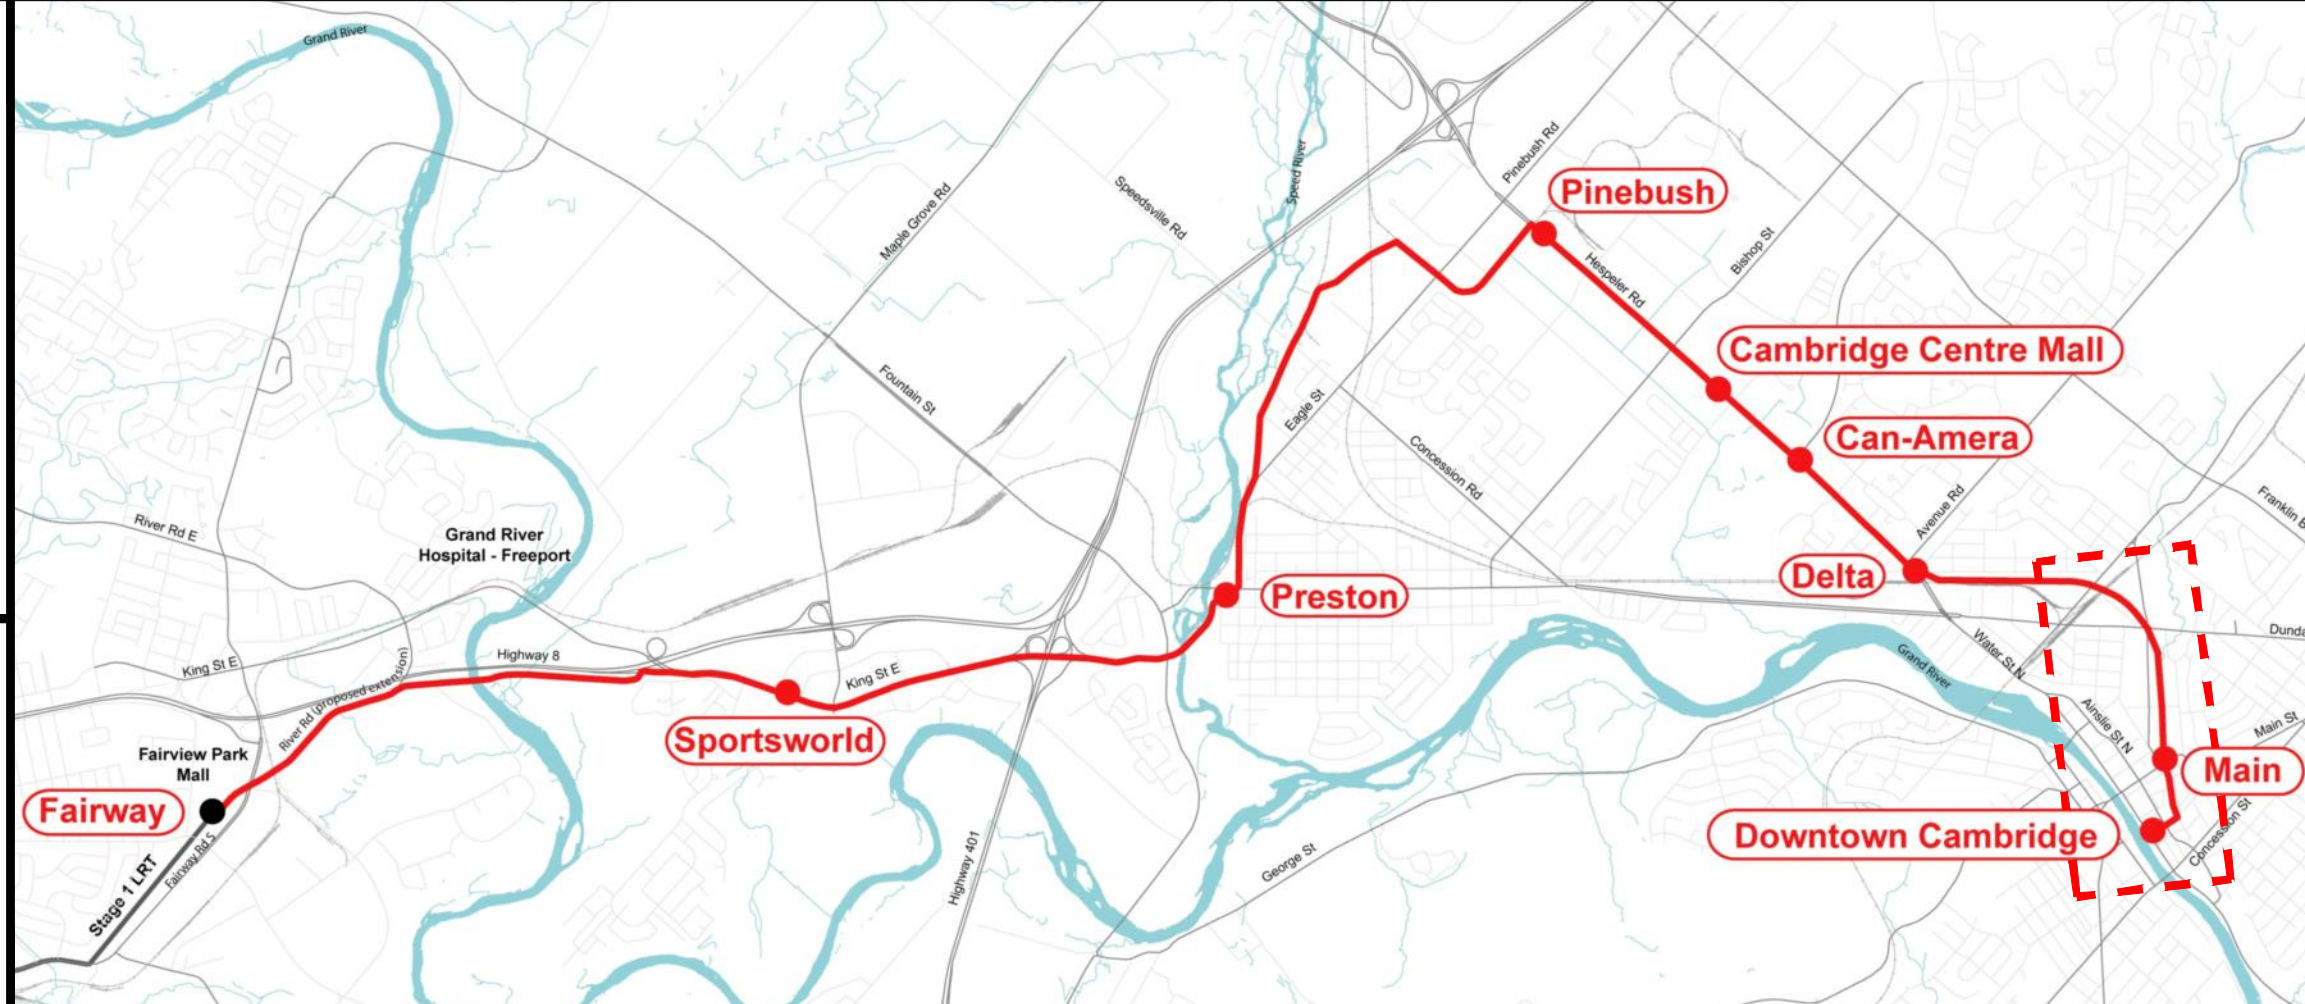 Grand River
Speed River
Pinebush Rd
Pinebush
Maple Grove Rd
Speedsville Rd
Bishop St
Hespeler Rd
Cambridge Centre Mall
Fountain St
Eagle St
Can-Amera
Concession Rd
Avenue Rd
Franklin B
River Rd E
Grand River
Hospital - Freeport
Delta
Preston
Dunda
Water St N
Grand River
King St E
Highway 8
River Rd (proposed extension)
King St E
Ainslie St N
Main St
Sportsworld
Fairview Park
Mall
Main
Fairway
Downtown Cambridge
Concession St
Fairway Rd S
Stage 1 LRT
Highway 401
George St